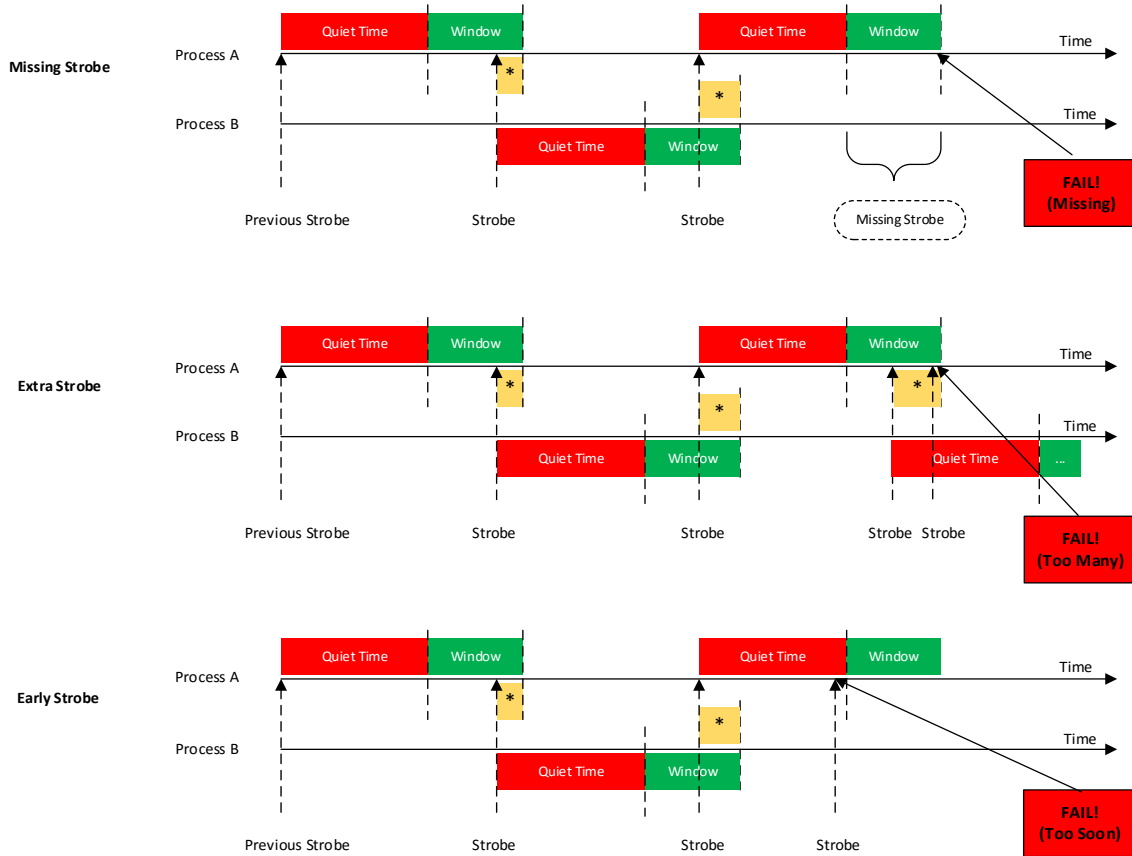 Quiet Time Window Quiet Time Window
Time
Process A
Missing Strobe
*
*
Time
Process B
Quiet Time Window
FAIL!
(Missing)
Previous Strobe Strobe Strobe Missing Strobe
Quiet Time Window Quiet Time Window
Time
Process A
Extra Strobe
* *
*
Time
Process B
Quiet Time Window Quiet Time ...
Previous Strobe Strobe Strobe Strobe Strobe
FAIL!
(Too Many)
Quiet Time Window Quiet Time Window
Time
Process A
Early Strobe
*
*
Time
Process B
Quiet Time Window
FAIL!
(Too Soon)
Previous Strobe Strobe Strobe Strobe